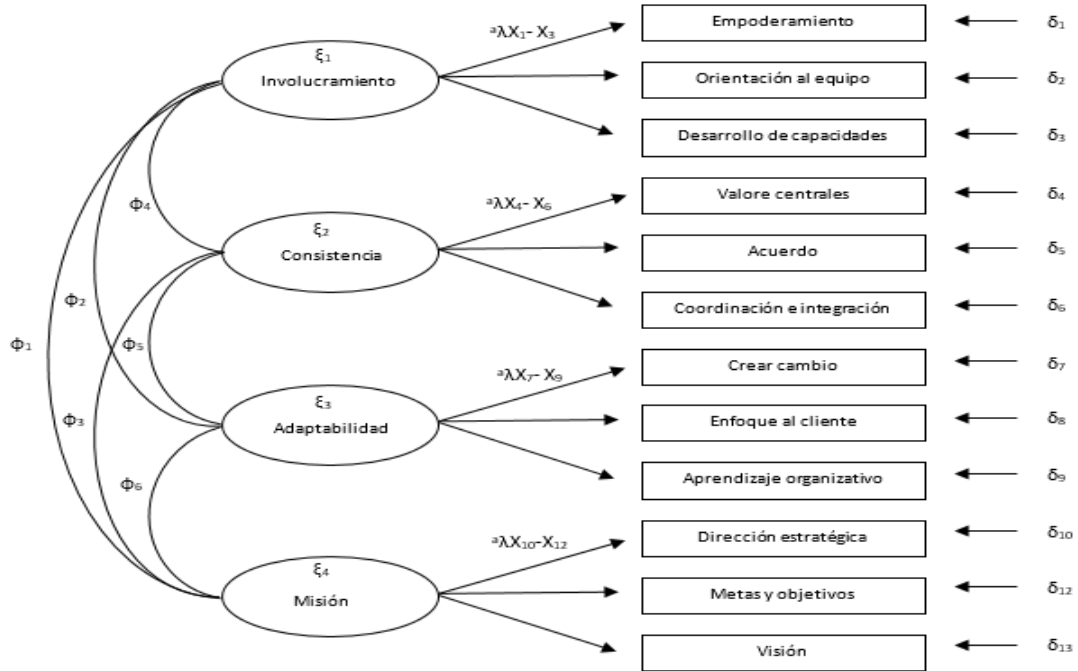 Empoderamiento
δ₁
ᵃλX₁- X₃
ξ₁
Involucramiento
Orientación al equipo
δ₂
Desarrollo de capacidades
δ₃
Valore centrales
δ₄
ᵃλX₄- X₆
ϕ₄
ξ₂
Consistencia
Acuerdo
δ₅
Coordinación e integración
δ₆
ϕ₂
ϕ₁
ϕ₅
Crear cambio
δ₇
ᵃλX₇- X₉
ξ₃
Adaptabilidad
Enfoque al cliente
δ₈
ϕ₃
Aprendizaje organizativo
δ₉
ϕ₆
Dirección estratégica
δ₁₀
ᵃλX₁₀-X₁₂
ξ₄
Misión
Metas y objetivos
δ₁₂
Visión
δ₁₃